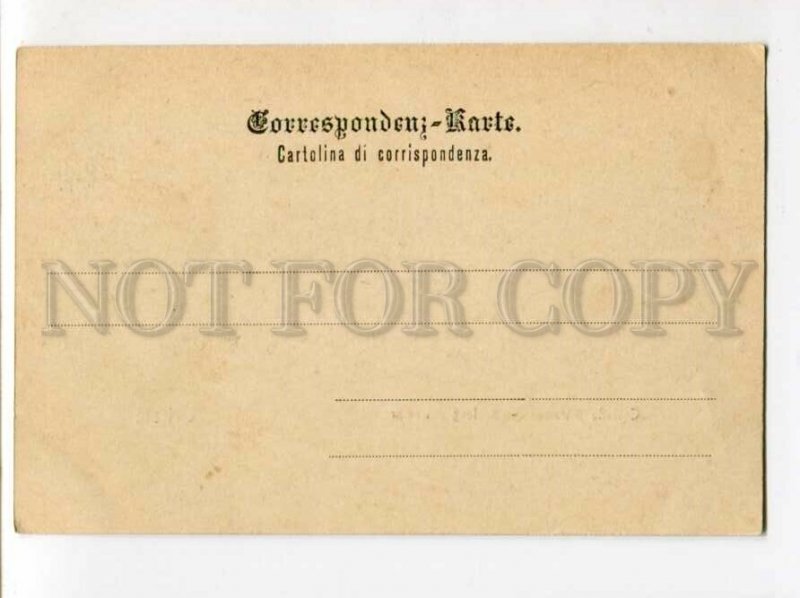 Correspondenz-Karte.
Cartolina di corrispondenza.
NOT FOR COPY